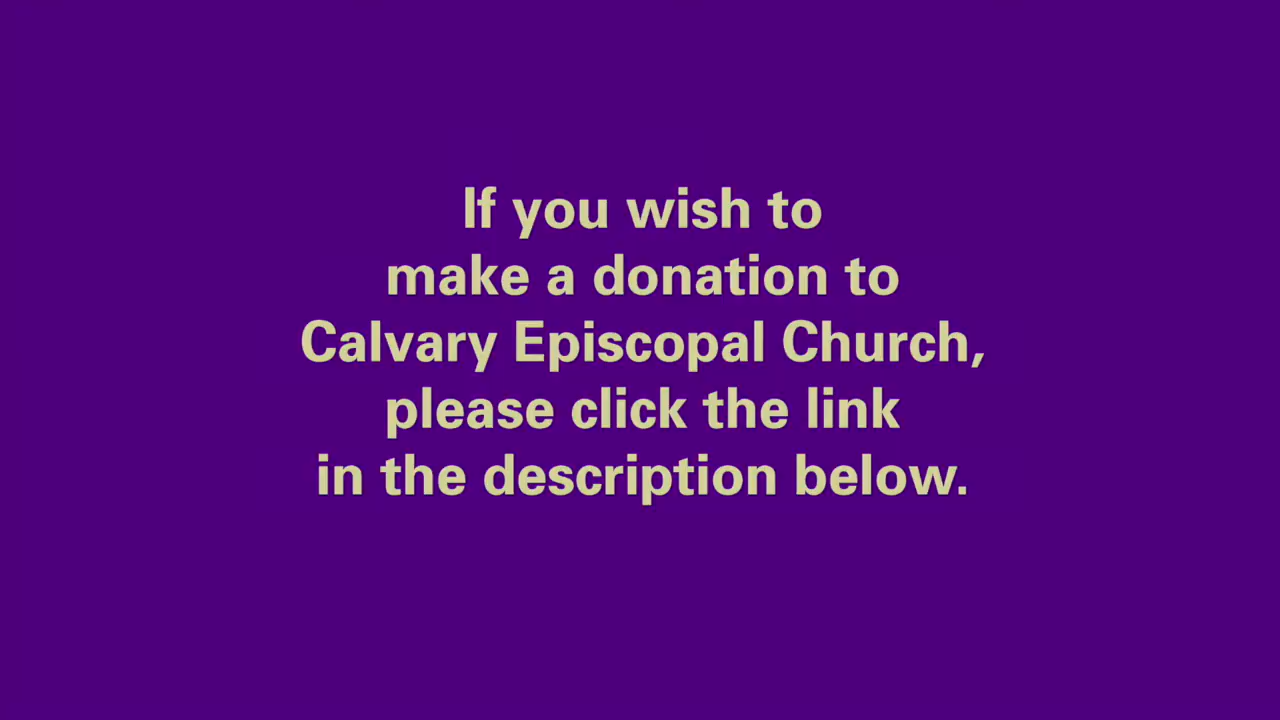 If you wish to
make a donation to
Calvary Episcopal Church,
please click the link
in the description below.